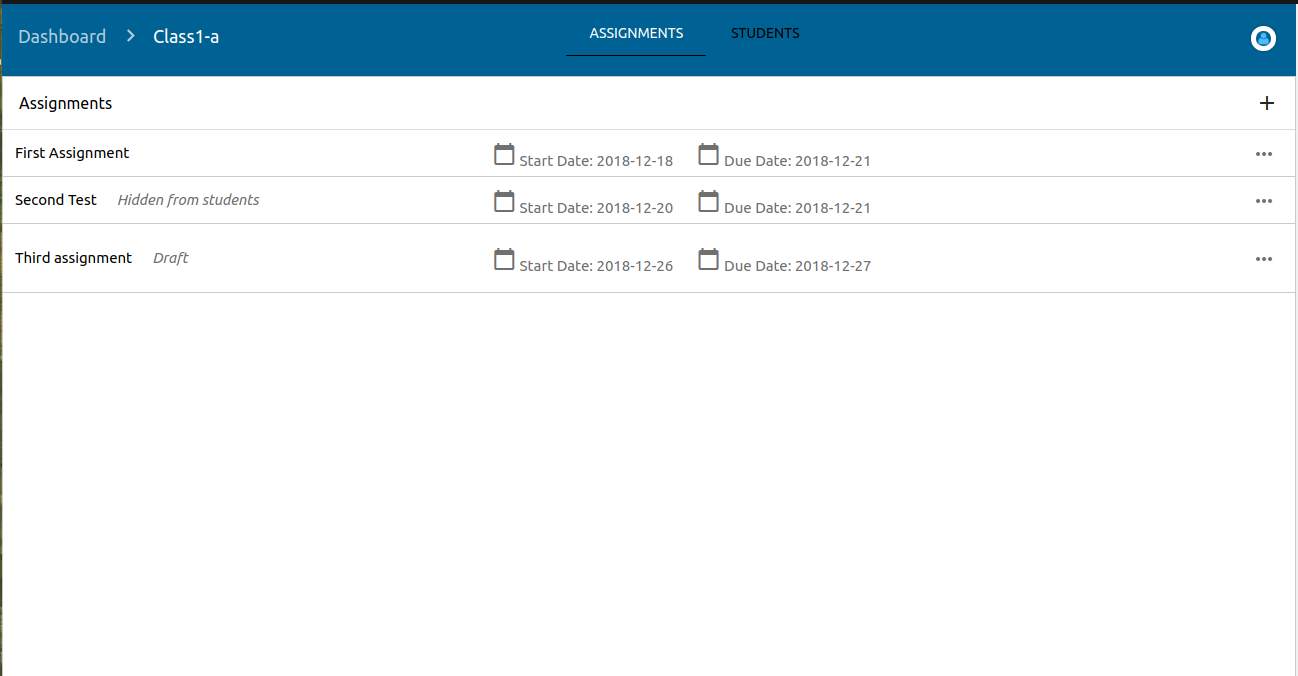 Dashboard > Class1-a ASSIGNMENTS STUDENTS
Assignments +
First Assignment Start Date: 2018-12-18 Due Date: 2018-12-21
Second Test Hidden from students Start Date: 2018-12-20 Due Date: 2018-12-21
Third assignment Draft Start Date: 2018-12-26 Due Date: 2018-12-27